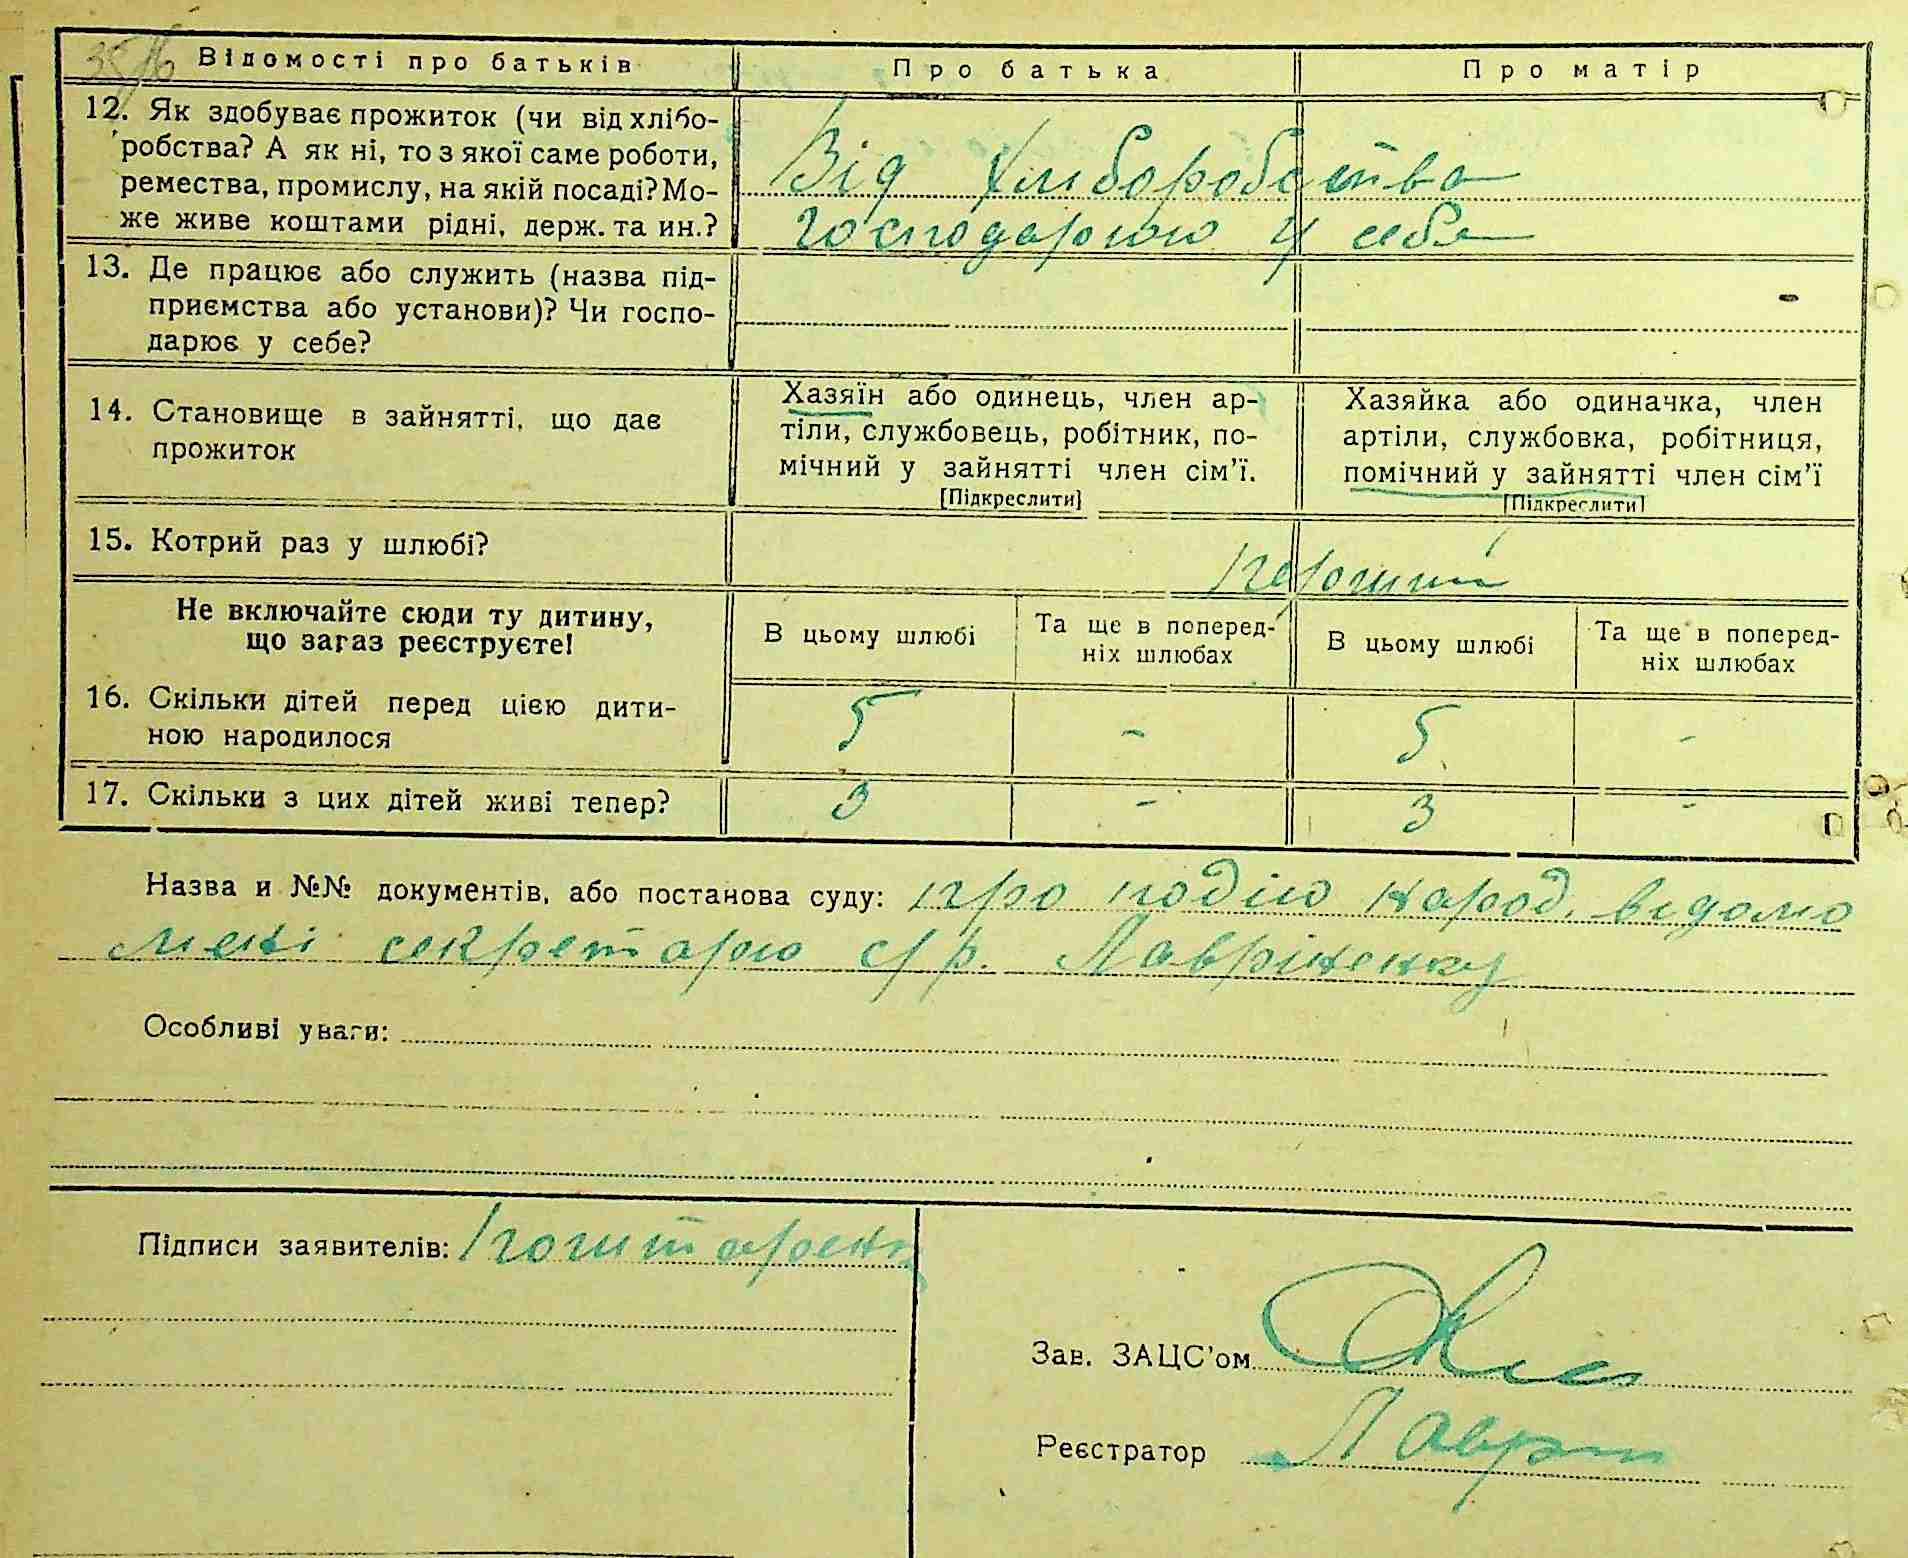 Відомості про батьків
Про батька
Про матір
12. Як здобуває прожиток (чи від хлібо-
робства? А як ні, то з якої саме роботи,
ремества, промислу, на якій посаді? Мо-
же живе коштами рідні, держ. та ин.?
Від хлиборобства
господарюю у себе
13. Де працює або служить (назва під-
приємства або установи)? Чи госпо-
дарює у себе?
-
14. Становище в зайнятті, що дає
прожиток
Хазяїн або одинець, член ар-
тіли, службовець, робітник, по-
мічний у зайнятті член сім’ї.
[Підкреслити]
Хазяйка або одиначка, член
артіли, службовка, робітниця,
помічний у зайнятті член сім’ї
[Підкреслити]
15. Котрий раз у шлюбі?
Не включайте сюди ту дитину,
що загаз реєструєте!
В цьому шлюбі
Та ще в поперед-
ніх шлюбах
В цьому шлюбі
Та ще в поперед-
ніх шлюбах
16. Скільки дітей перед цією дити-
ною народилося
5 - 5 -
17. Скільки з цих дітей живі тепер?
3 - 3 -
Назва и №№ документів, або постанова суду: про подію народ. відомо
мені секретарю с/р. Лавріненку
Особливі уваги:
Підписи заявителів:
Зав. ЗАЦС’ом
Реєстратор Лаврін